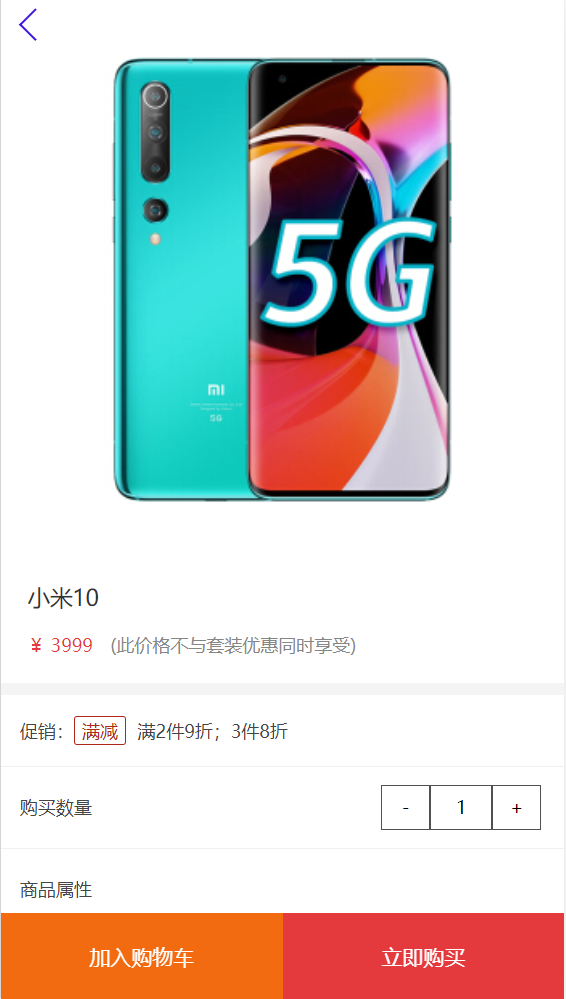 5G
mi
5G
小米10
¥ 3999 (此价格不与套装优惠同时享受)
促销： 满减 满2件9折；3件8折
购买数量 - 1 +
商品属性
加入购物车 立即购买